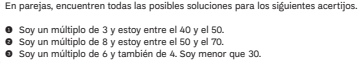 En parejas, encuentren todas las posibles soluciones para los siguientes acertijos.
❶ Soy un múltiplo de 3 y estoy entre el 40 y el 50.
❷ Soy un múltiplo de 8 y estoy entre el 50 y el 70.
❸ Soy un múltiplo de 6 y también de 4. Soy menor que 30.